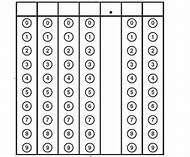 .
0 0 0 0 0 0
1 1 1 1 1 1
2 2 2 2 2 2
3 3 3 3 3 3
4 4 4 4 4 4
5 5 5 5 5 5
6 6 6 6 6 6
7 7 7 7 7 7
8 8 8 8 8 8
9 9 9 9 9 9